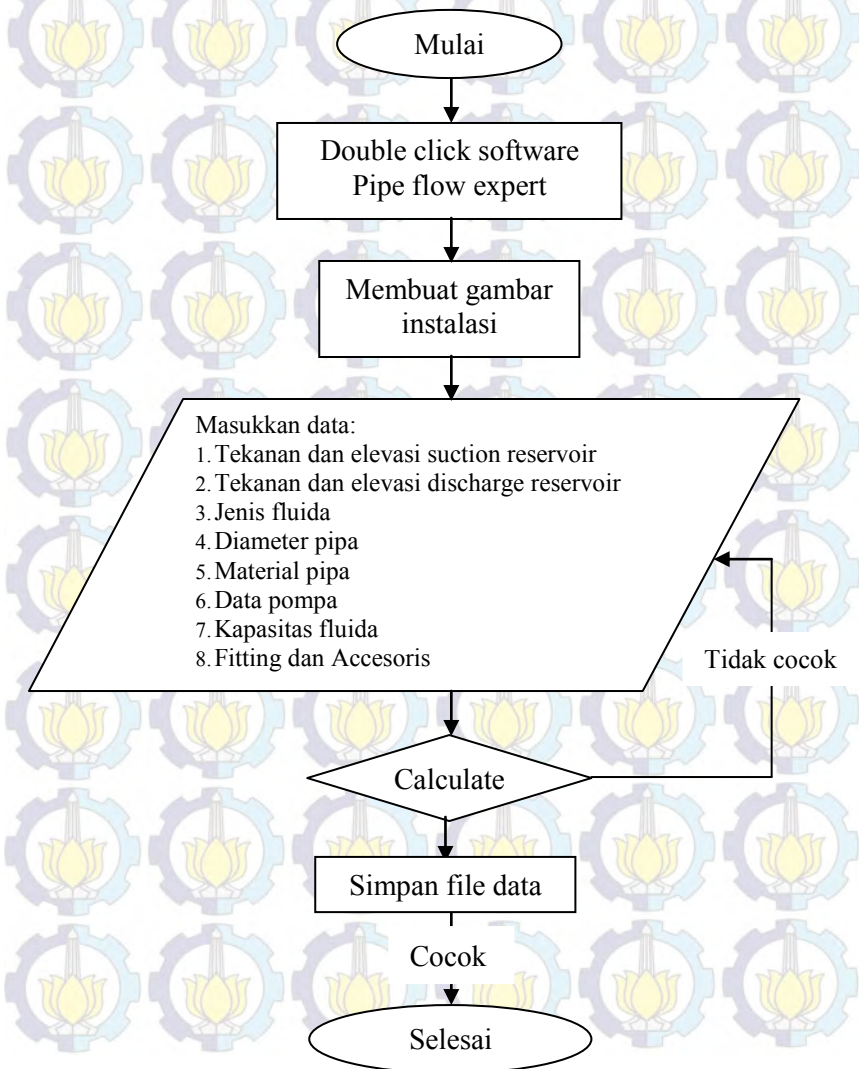 Mulai
Double click software
Pipe flow expert
Membuat gambar
instalasi
Masukkan data:
1. Tekanan dan elevasi suction reservoir
2. Tekanan dan elevasi discharge reservoir
3. Jenis fluida
4. Diameter pipa
5. Material pipa
6. Data pompa
7. Kapasitas fluida
8. Fitting dan Accesoris
Tidak cocok
Calculate
Simpan file data
Cocok
Selesai